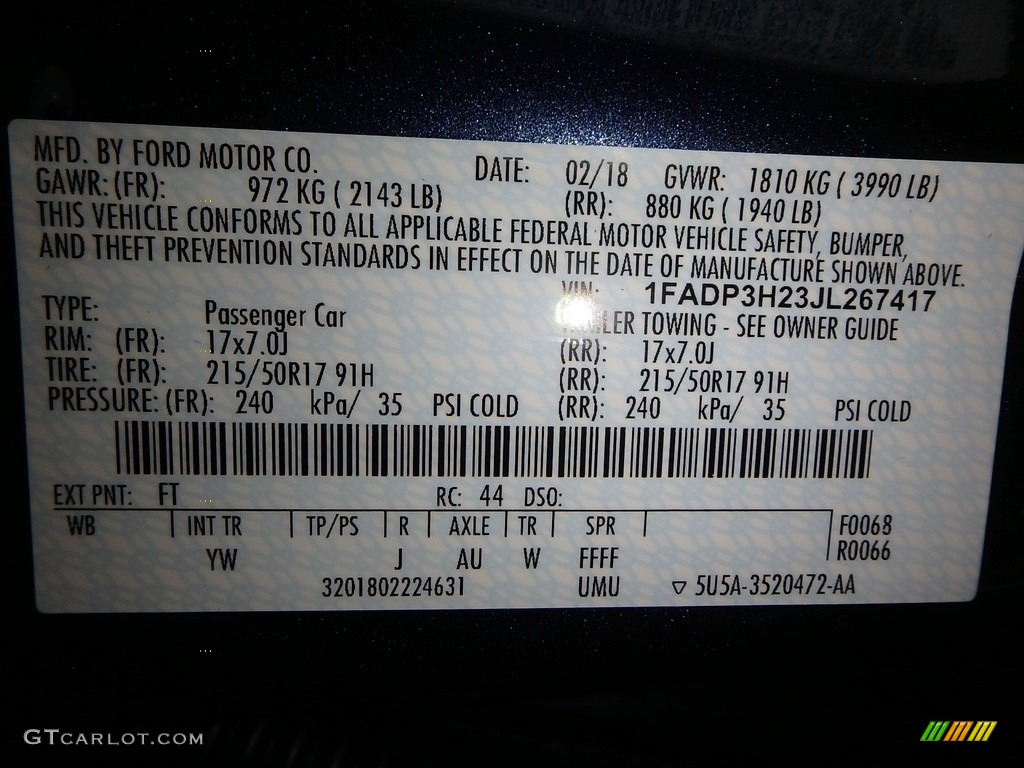 MFD. BY FORD MOTOR CO. DATE: 02/18 GVWR: 1810 KG ( 3990 LB)
GAWR: (FR): 972 KG ( 2143 LB) (RR): 880 KG ( 1940 LB)
THIS VEHICLE CONFORMS TO ALL APPLICABLE FEDERAL MOTOR VEHICLE SAFETY, BUMPER,
AND THEFT PREVENTION STANDARDS IN EFFECT ON THE DATE OF MANUFACTURE SHOWN ABOVE.
VIN: 1FADP3H23JL267417
TYPE: Passenger Car TOWING - SEE OWNER GUIDE
RIM: (FR): 17x7.0J (RR): 17x7.0J
TIRE: (FR): 215/50R17 91H (RR): 215/50R17 91H
PRESSURE: (FR): 240 kPa/ 35 PSI COLD (RR): 240 kPa/ 35 PSI COLD
EXT PNT: FT RC: 44 DSO:
WB INT TR TP/PS R AXLE TR SPR F0068
YW J AU W FFFF R0066
3201802224631 UMU ▽ 5U5A-3520472-AA
GTCARLOT.COM